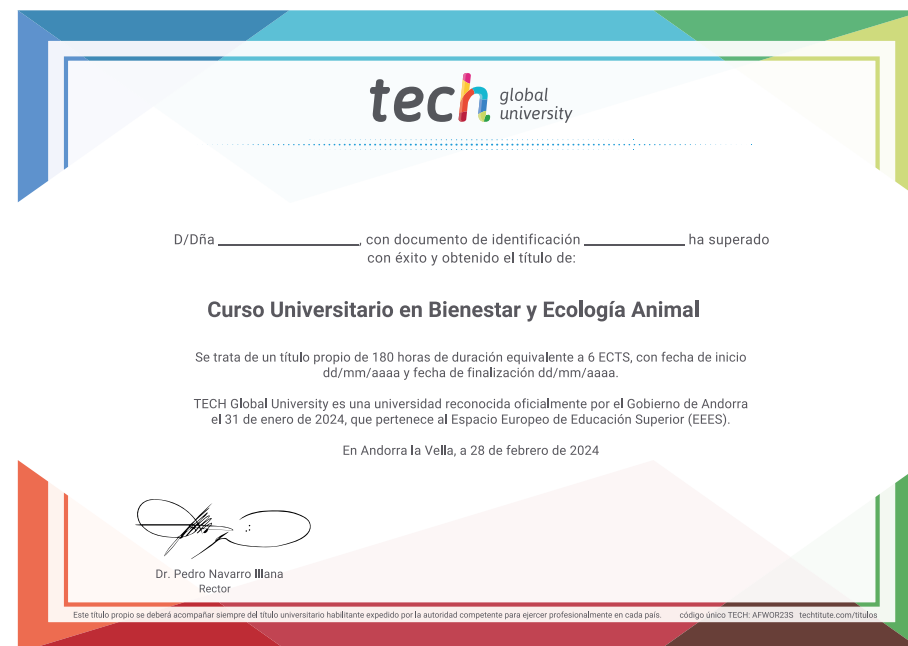 tech global university
D/Dña ____________________, con documento de identificación ______________ ha superado
con éxito y obtenido el título de:
Curso Universitario en Bienestar y Ecología Animal
Se trata de un título propio de 180 horas de duración equivalente a 6 ECTS, con fecha de inicio
dd/mm/aaaa y fecha de finalización dd/mm/aaaa.
TECH Global University es una universidad reconocida oficialmente por el Gobierno de Andorra
el 31 de enero de 2024, que pertenece al Espacio Europeo de Educación Superior (EEES).
En Andorra la Vella, a 28 de febrero de 2024
Dr. Pedro Navarro Illana
Rector
Este título propio se deberá acompañar siempre del título universitario habilitante expedido por la autoridad competente para ejercer profesionalmente en cada país. código único TECH: AFWOR23S techtitute.com/titulos